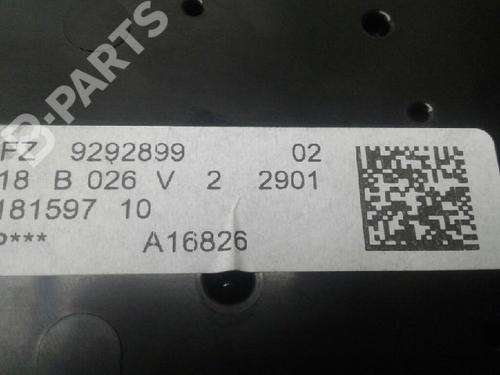 B-PARTS
FZ 9292899 02
18 B 026 V 2 2901
181597 10
P***
A16826